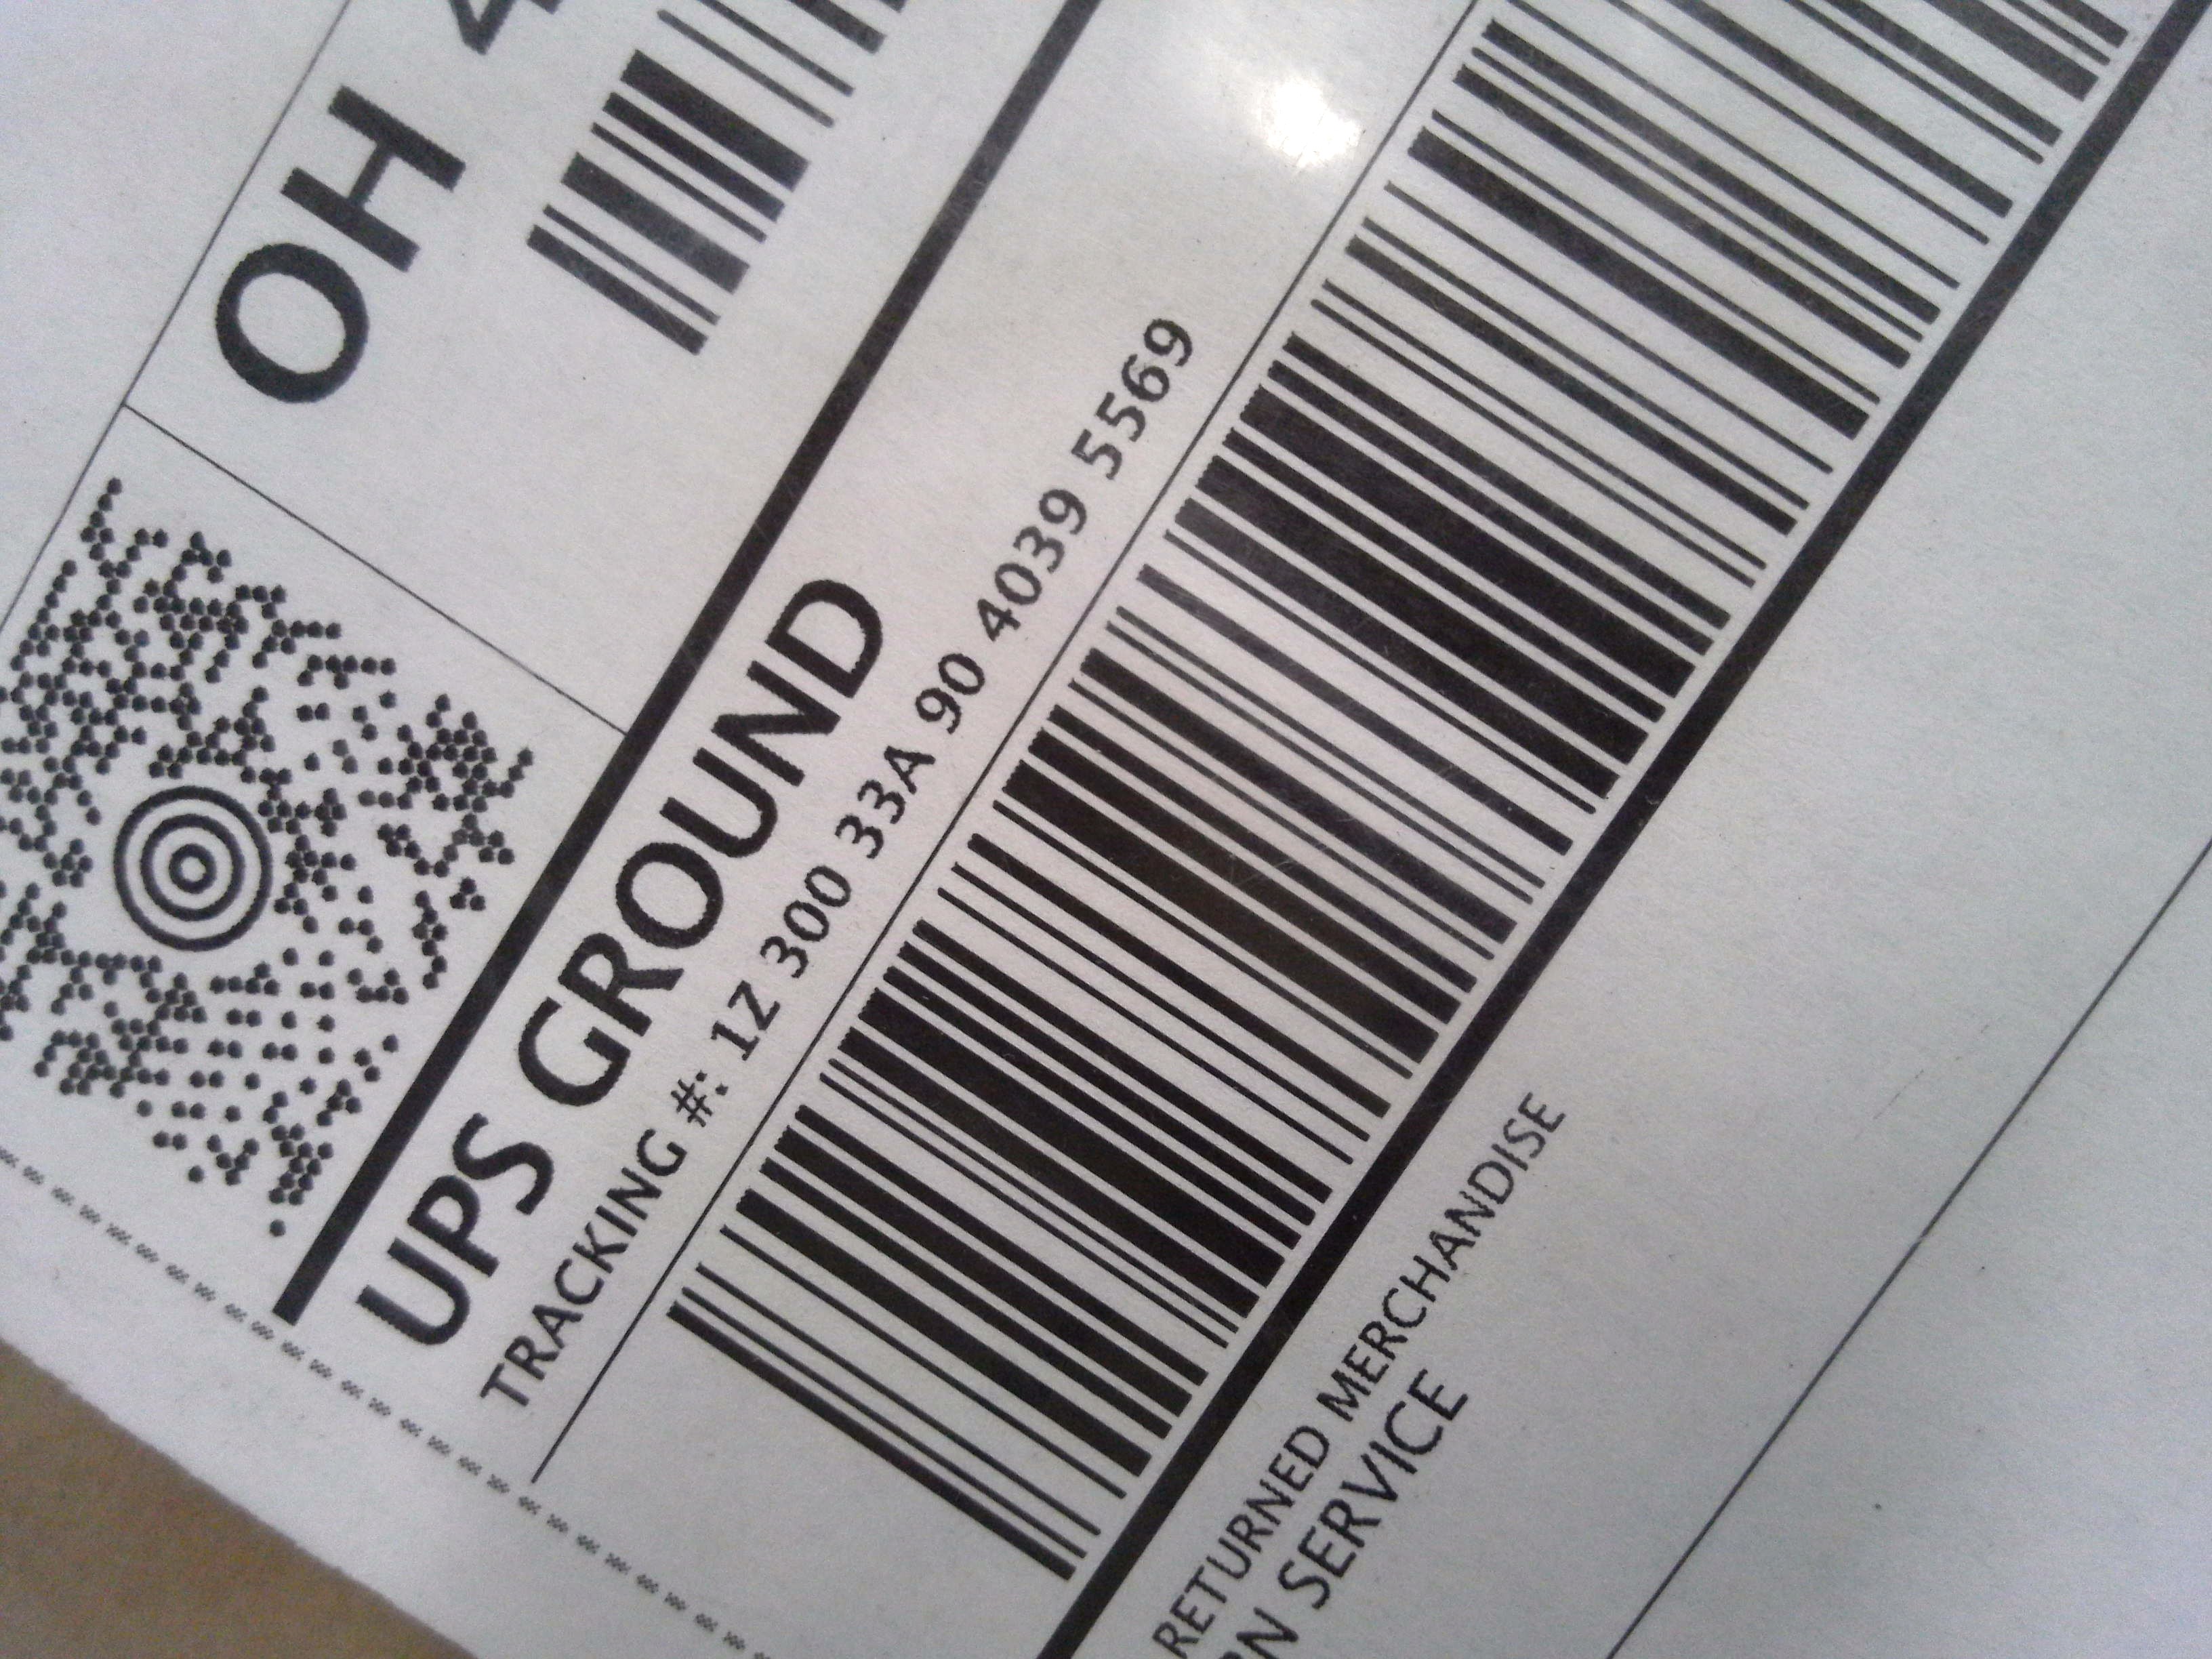 OH
UPS GROUND
TRACKING #: 1Z 300 33A 90 4039 5569
RETURNED MERCHANDISE
SERVICE